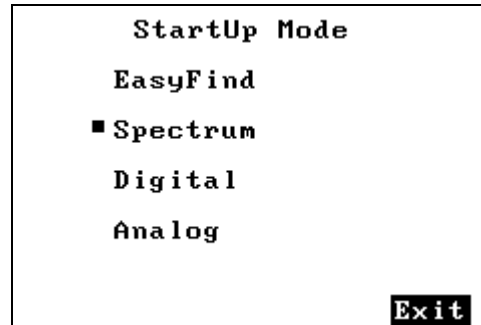 StartUp Mode
EasyFind
Spectrum
Digital
Analog
Exit